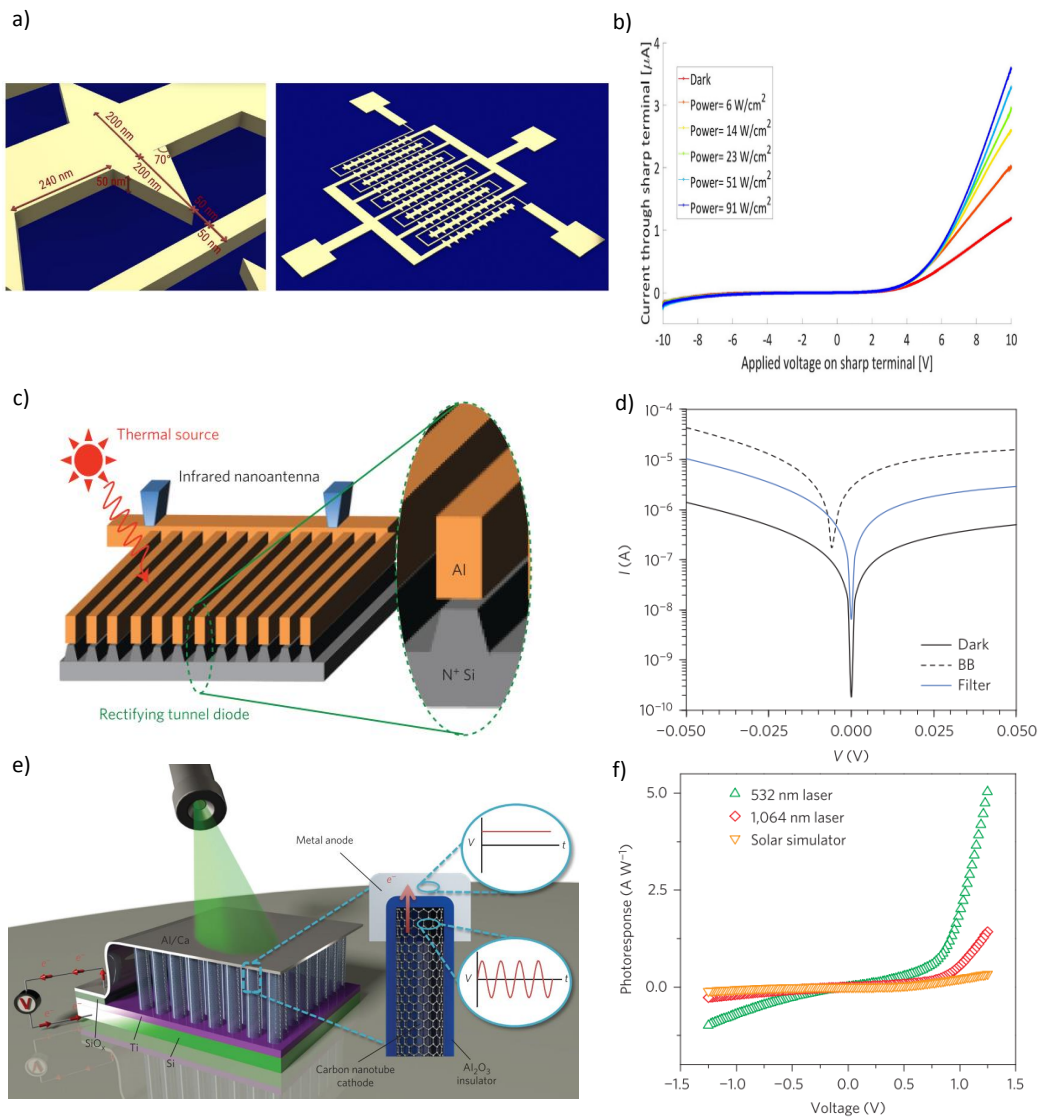 a)
200 nm
70°
240 nm
50 nm
200 nm
50 nm
50 nm
b)
Current through sharp terminal [μA]
4
3
2
1
0
-10
-8
-6
-4
-2
0
2
4
6
8
10
Applied voltage on sharp terminal [V]
Dark
Power= 6 W/cm²
Power= 14 W/cm²
Power= 23 W/cm²
Power= 51 W/cm²
Power= 91 W/cm²
c)
Thermal source
Infrared nanoantenna
Al
N⁺ Si
Rectifying tunnel diode
d)
I (A)
10⁻⁴
10⁻⁵
10⁻⁶
10⁻⁷
10⁻⁸
10⁻⁹
10⁻¹⁰
Dark
BB
Filter
−0.050
−0.025
0.000
0.025
0.050
V (V)
e)
Metal anode
V
t
e⁻
Al/Ca
V
t
e⁻
e⁻
V
e⁻
e⁻
SiOₓ
Ti
Si
Carbon nanotube
cathode
Al₂O₃
insulator
f)
Photoresponse (A W⁻¹)
5.0
2.5
0.0
532 nm laser
1,064 nm laser
Solar simulator
−1.5
−1.0
−0.5
0.0
0.5
1.0
1.5
Voltage (V)